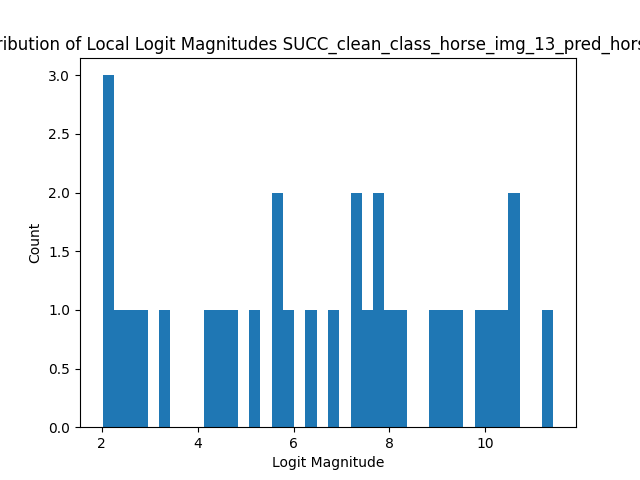 ribution of Local Logit Magnitudes SUCC_clean_class_horse_img_13_pred_hors
3.0
2.5
2.0
1.5
1.0
0.5
0.0
Count
2 4 6 8 10
Logit Magnitude